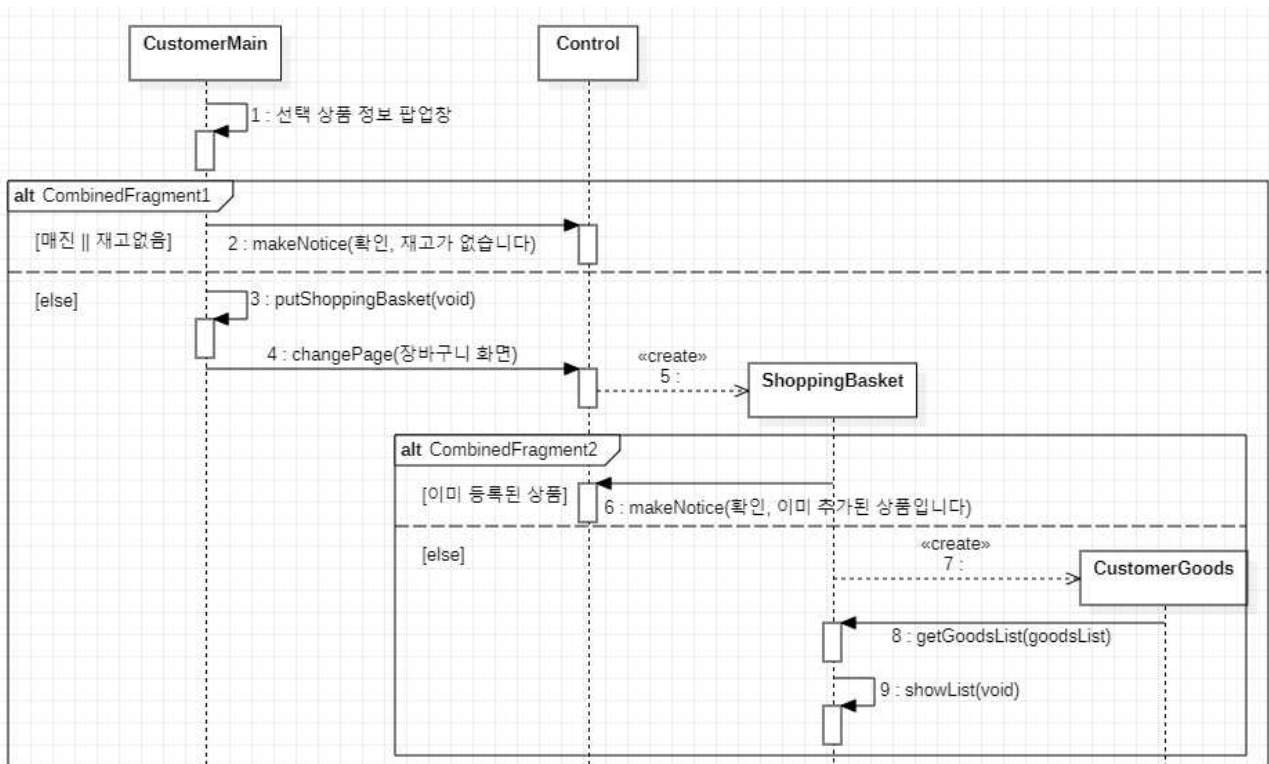 CustomerMain
Control
1 : 선택 상품 정보 팝업창
alt CombinedFragment1
[매진 || 재고없음]
2 : makeNotice(확인, 재고가 없습니다)
[else]
3 : putShoppingBasket(void)
4 : changePage(장바구니 화면)
«create»
5 :
ShoppingBasket
alt CombinedFragment2
[이미 등록된 상품]
6 : makeNotice(확인, 이미 추가된 상품입니다)
[else]
«create»
7 :
CustomerGoods
8 : getGoodsList(goodsList)
9 : showList(void)